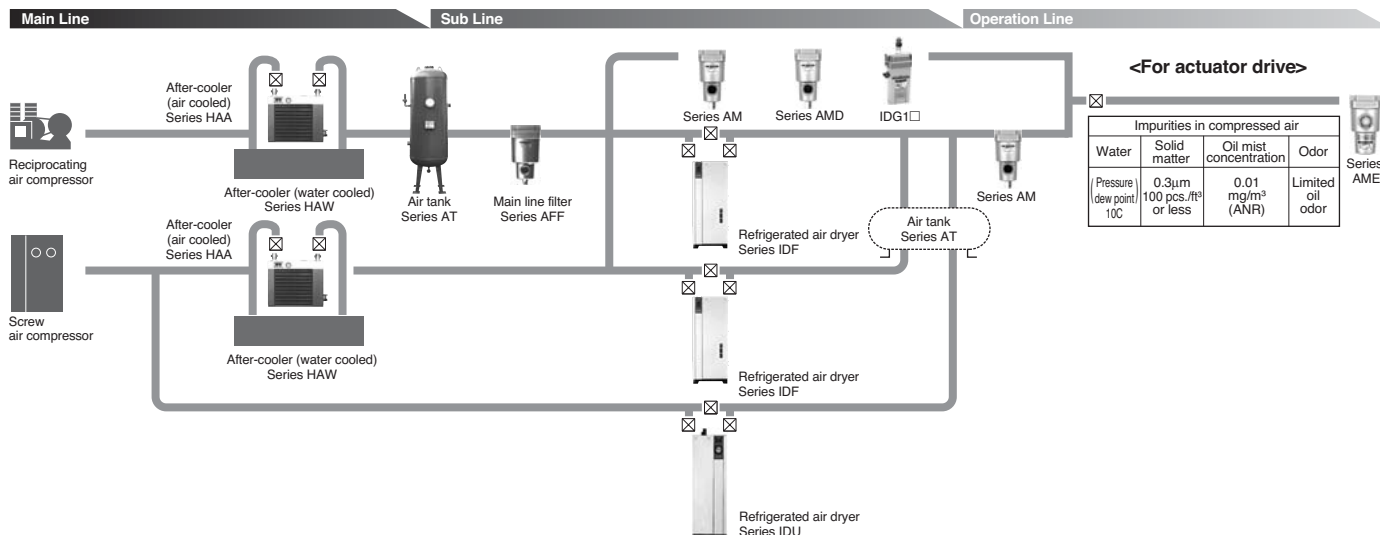 Main Line
Sub Line
Operation Line
After-cooler
(air cooled)
Series HAA
Reciprocating
air compressor
After-cooler (water cooled)
Series HAW
Air tank
Series AT
Main line filter
Series AFF
Series AM
Series AMD
IDG1□
Refrigerated air dryer
Series IDF
Series AM
Air tank
Series AT
<For actuator drive>
Impurities in compressed air
Water
Solid
matter
Oil mist
concentration
Odor
(Pressure
dew point)
10C
0.3μm
100 pcs./ft³
or less
0.01
mg/m³
(ANR)
Limited
oil
odor
Series
AME
After-cooler
(air cooled)
Series HAA
Screw
air compressor
After-cooler (water cooled)
Series HAW
Refrigerated air dryer
Series IDF
Refrigerated air dryer
Series IDU